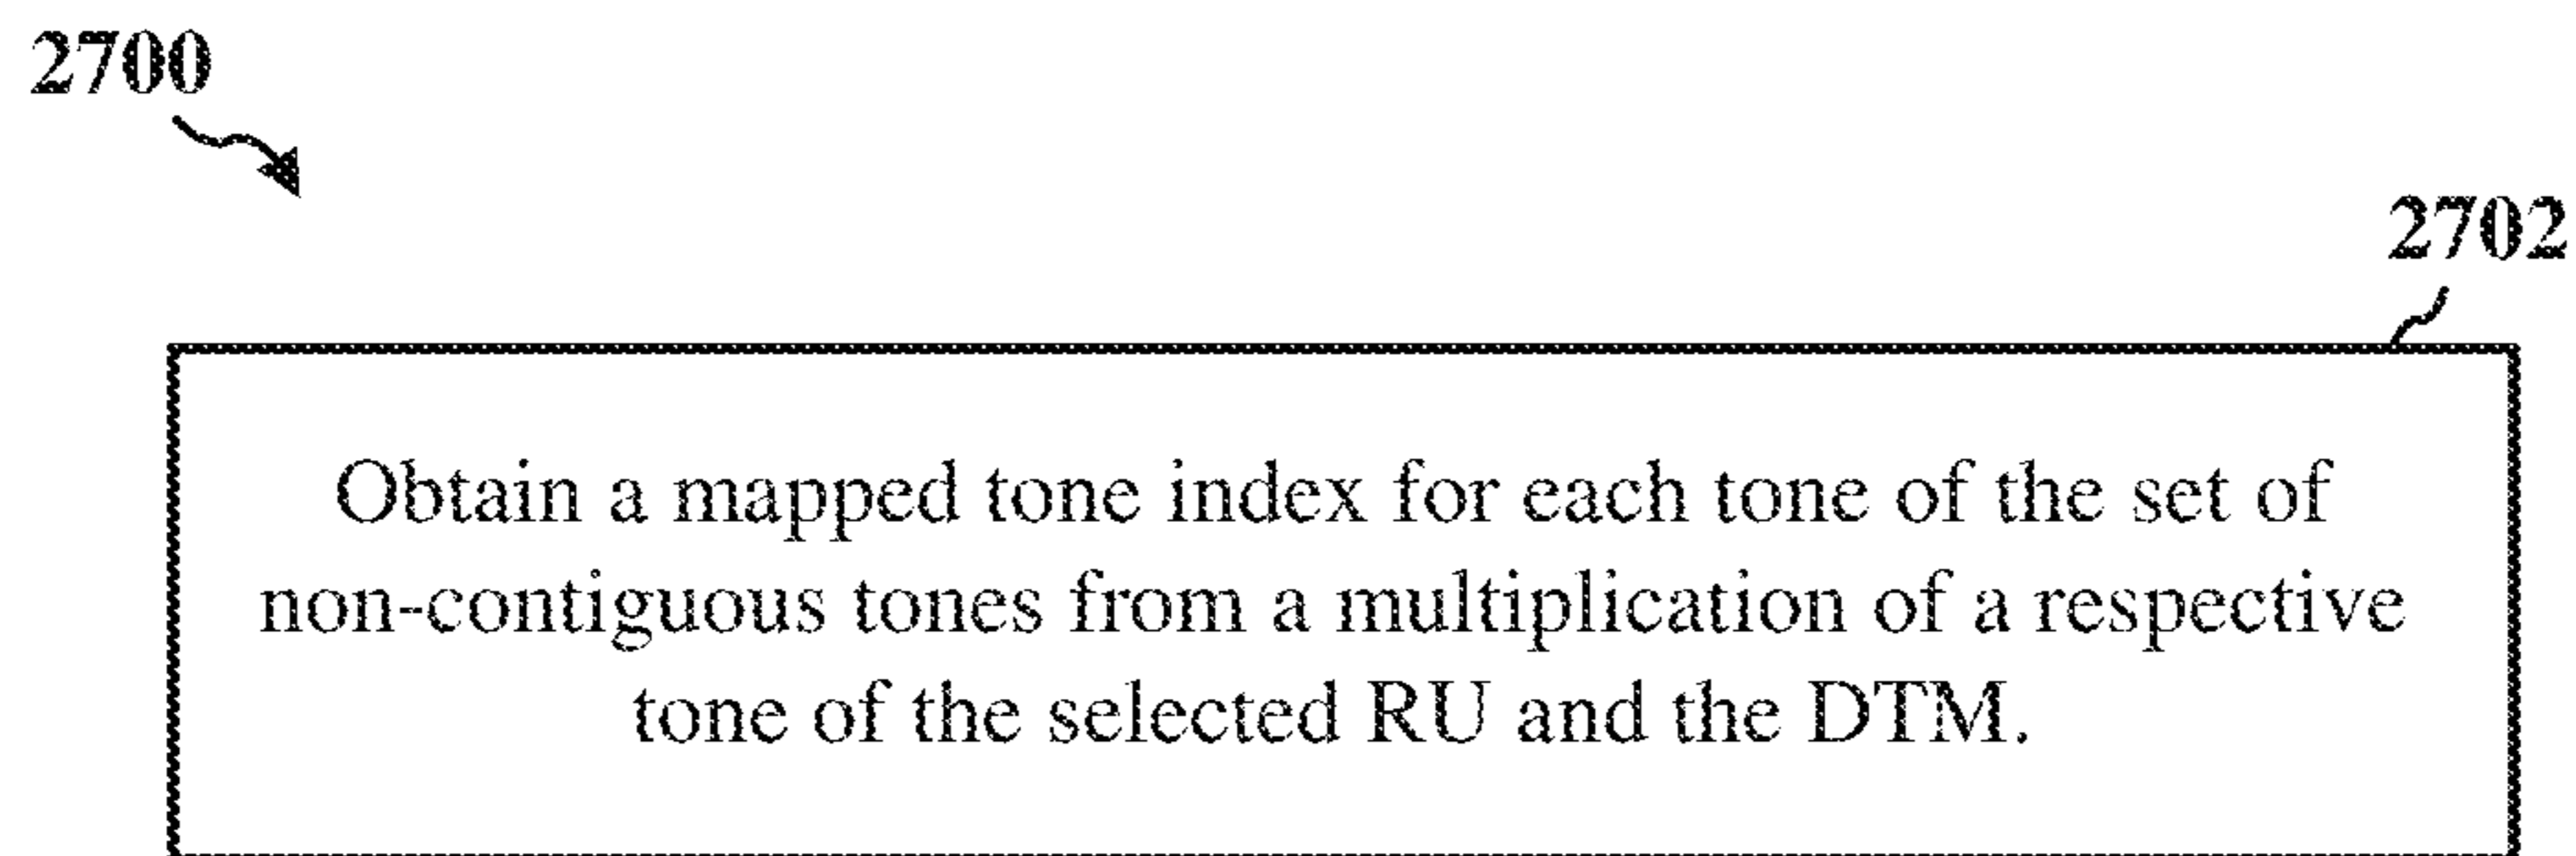 2700
2702
Obtain a mapped tone index for each tone of the set of
non-contiguous tones from a multiplication of a respective
tone of the selected RU and the DTM.